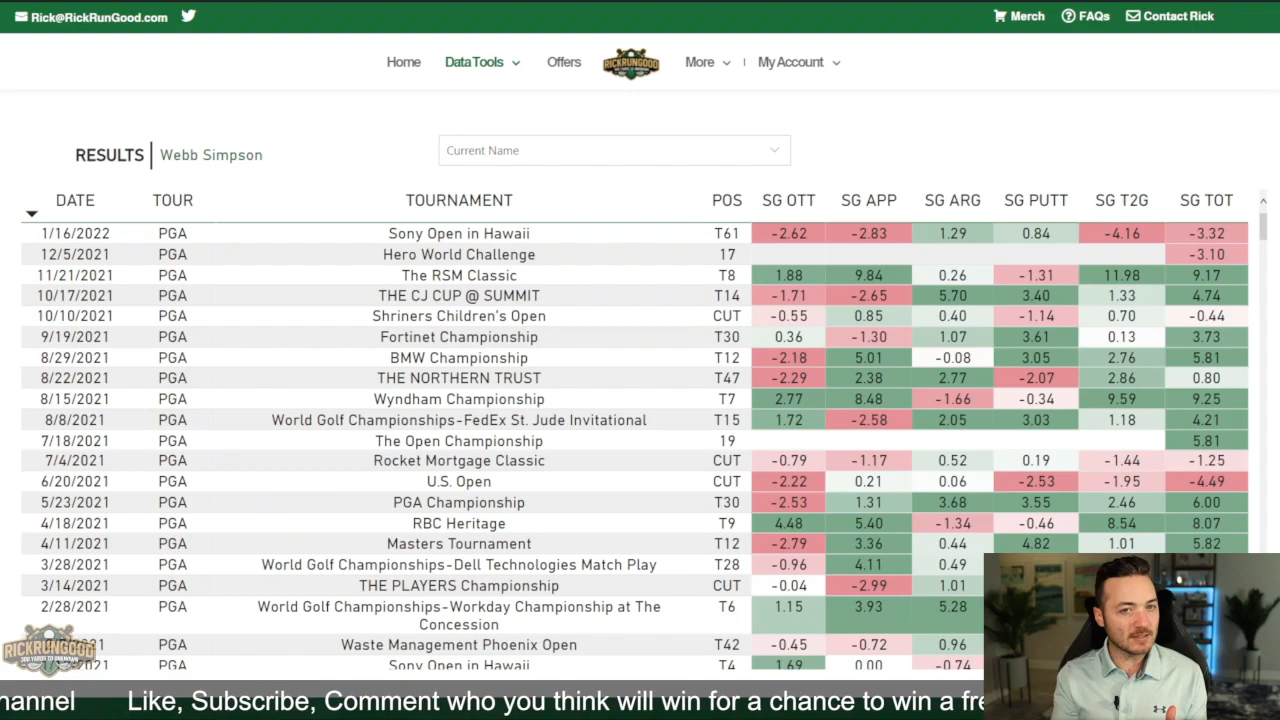 Rick@RickRunGood.com Merch FAQs Contact Rick
Home Data Tools Offers RICKRUNGOOD More | My Account
RESULTS | Webb Simpson Current Name
DATE TOUR TOURNAMENT POS SG OTT SG APP SG ARG SG PUTT SG T2G SG TOT
1/16/2022 PGA Sony Open in Hawaii T61 -2.62 -2.83 1.29 0.84 -4.16 -3.32
12/5/2021 PGA Hero World Challenge 17 -3.10
11/21/2021 PGA The RSM Classic T8 1.88 9.84 0.26 -1.31 11.98 9.17
10/17/2021 PGA THE CJ CUP @ SUMMIT T14 -1.71 -2.65 5.70 3.40 1.33 4.74
10/10/2021 PGA Shriners Children's Open CUT -0.55 0.85 0.40 -1.14 0.70 -0.44
9/19/2021 PGA Fortinet Championship T30 0.36 -1.30 1.07 3.61 0.13 3.73
8/29/2021 PGA BMW Championship T12 -2.18 5.01 -0.08 3.05 2.76 5.81
8/22/2021 PGA THE NORTHERN TRUST T47 -2.29 2.38 2.77 -2.07 2.86 0.80
8/15/2021 PGA Wyndham Championship T7 2.77 8.48 -1.66 -0.34 9.59 9.25
8/8/2021 PGA World Golf Championships-FedEx St. Jude Invitational T15 1.72 -2.58 2.05 3.03 1.18 4.21
7/18/2021 PGA The Open Championship 19 5.81
7/4/2021 PGA Rocket Mortgage Classic CUT -0.79 -1.17 0.52 0.19 -1.44 -1.25
6/20/2021 PGA U.S. Open CUT -2.22 0.21 0.06 -2.53 -1.95 -4.49
5/23/2021 PGA PGA Championship T30 -2.53 1.31 3.68 3.55 2.46 6.00
4/18/2021 PGA RBC Heritage T9 4.48 5.40 -1.34 -0.46 8.54 8.07
4/11/2021 PGA Masters Tournament T12 -2.79 3.36 0.44 4.82 1.01 5.82
3/28/2021 PGA World Golf Championships-Dell Technologies Match Play T28 -0.96 4.11 0.49
3/14/2021 PGA THE PLAYERS Championship CUT -0.04 -2.99 1.01
2/28/2021 PGA World Golf Championships-Workday Championship at The T6 1.15 3.93 5.28
Concession
PGA Waste Management Phoenix Open T42 -0.45 -0.72 0.96
RICKRUNGOOD
300 YARDS TO UNKNOWN
PGA Sony Open in Hawaii T4 1.69 0.00 -0.74
hannel Like, Subscribe, Comment who you think will win for a chance to win a fre